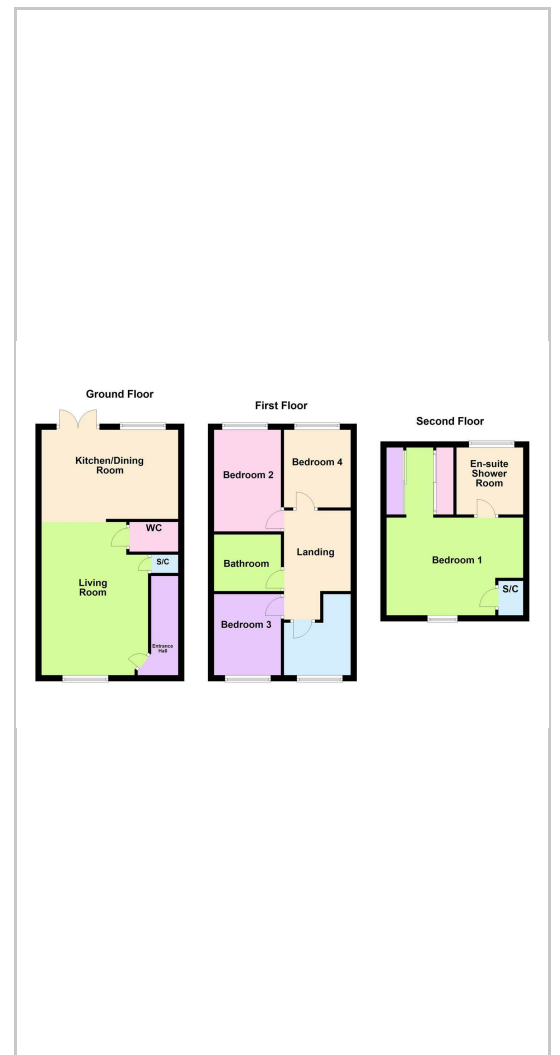 Ground Floor
Kitchen/Dining
Room
WC
S/C
Living
Room
Entrance
Hall
First Floor
Bedroom 2
Bedroom 4
Bathroom
Landing
Bedroom 3
Second Floor
En-suite
Shower
Room
Bedroom 1
S/C